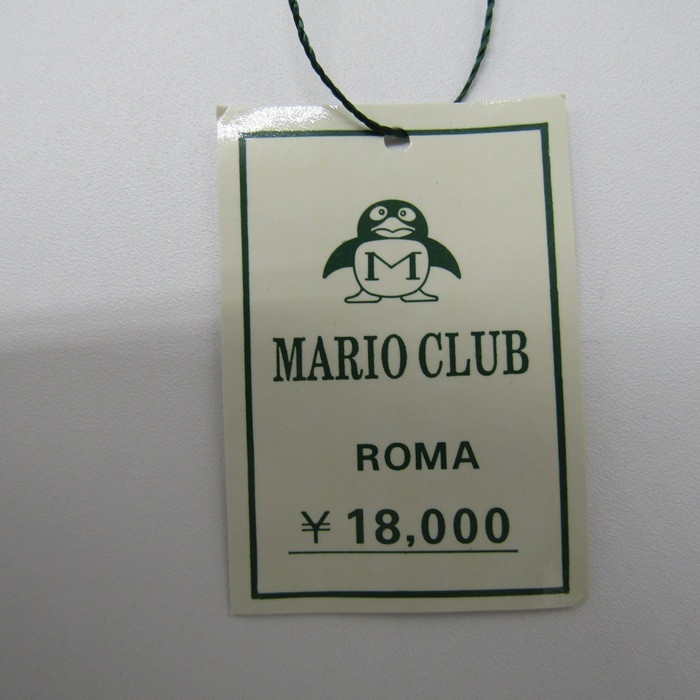 M
MARIO CLUB
ROMA
¥ 18,000